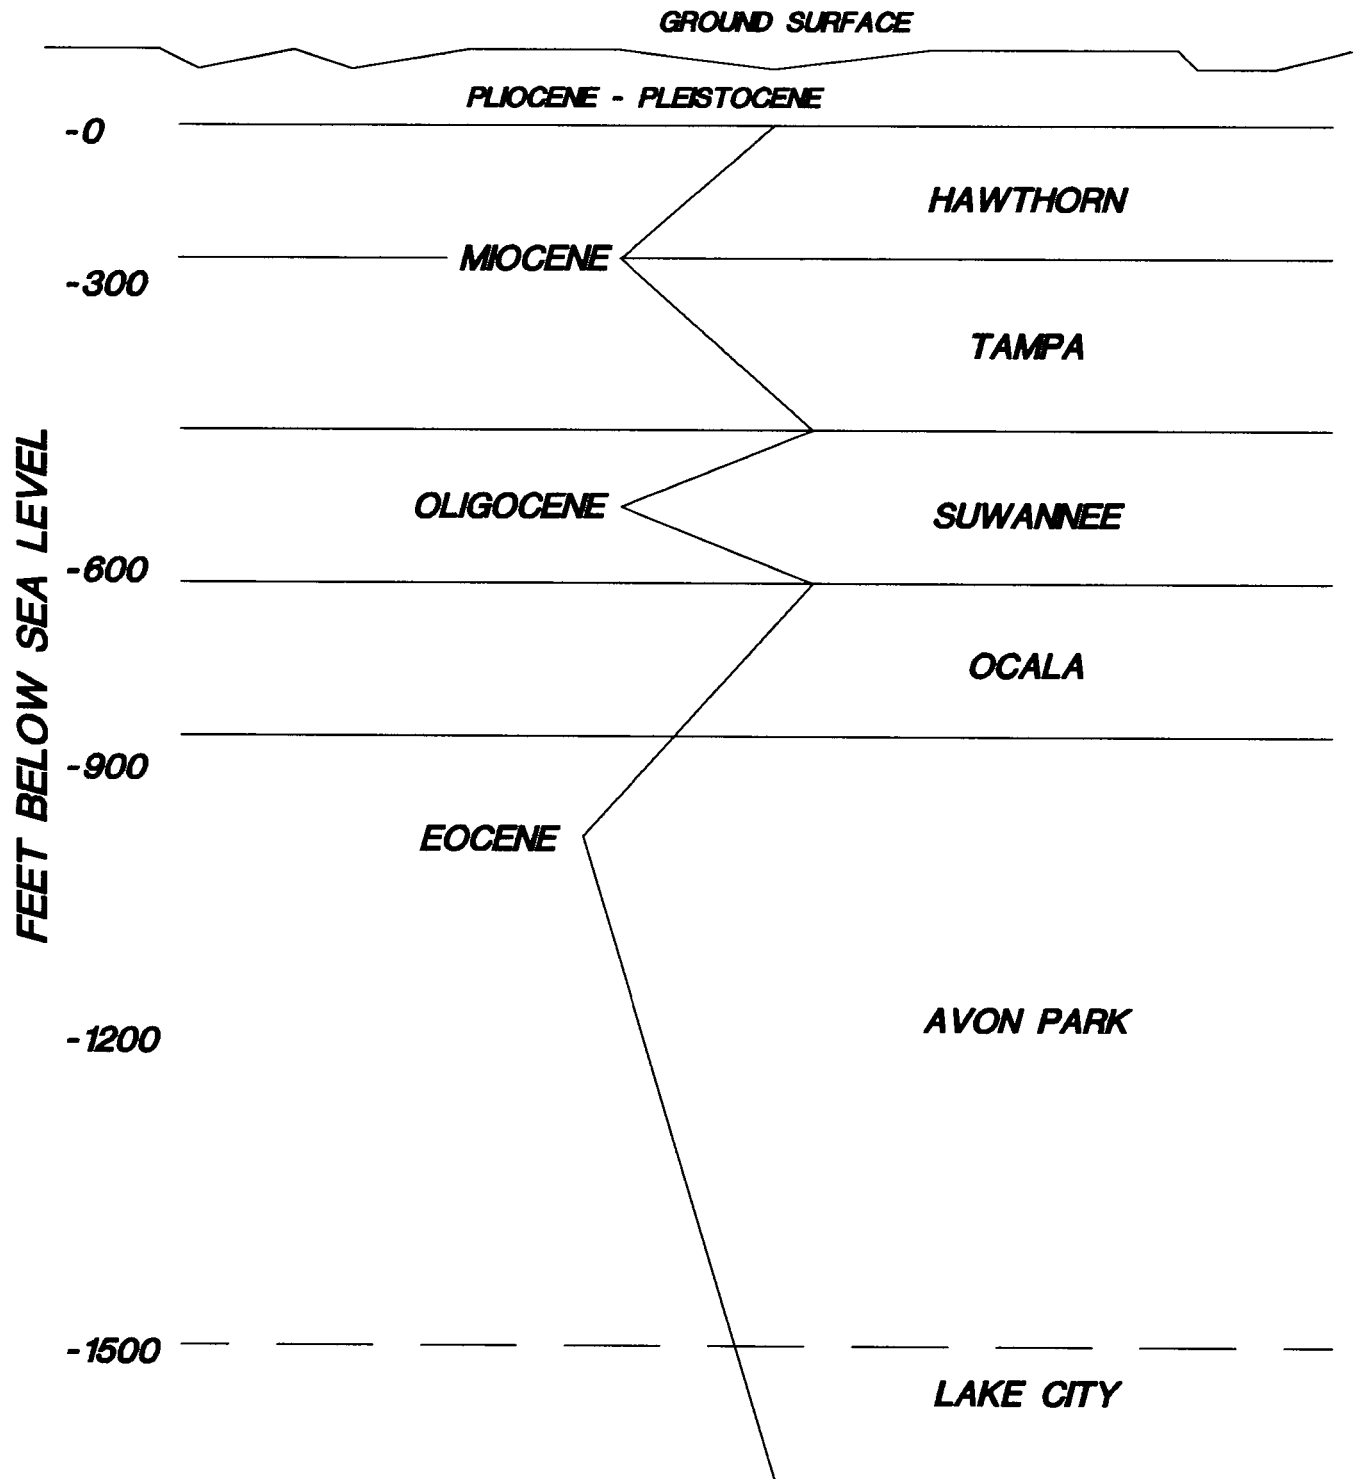 GROUND SURFACE
PLIOCENE - PLEISTOCENE
-0
HAWTHORN
MIOCENE
-300
TAMPA
FEET BELOW SEA LEVEL
OLIGOCENE
SUWANNEE
-600
OCALA
-900
EOCENE
AVON PARK
-1200
-1500
LAKE CITY